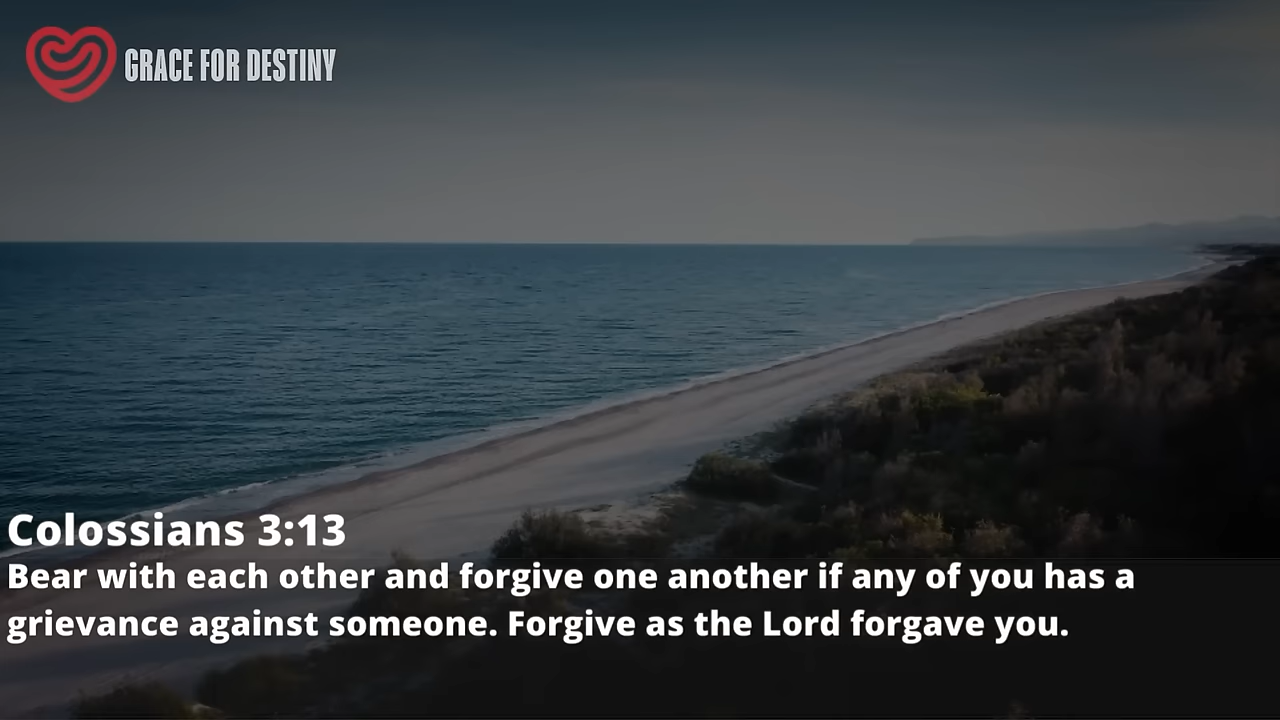 GRACE FOR DESTINY
Colossians 3:13
Bear with each other and forgive one another if any of you has a
grievance against someone. Forgive as the Lord forgave you.